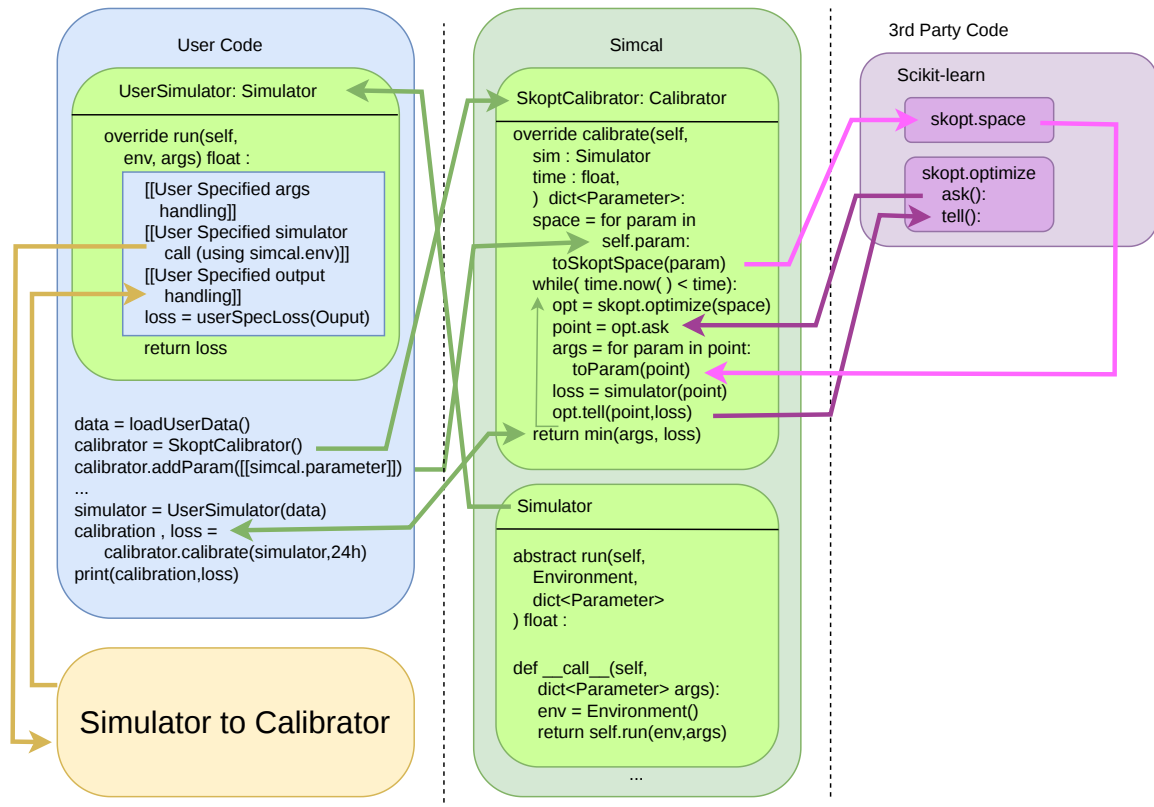 User Code
UserSimulator: Simulator
override run(self,
env, args) float :
[[User Specified args
handling]]
[[User Specified simulator
call (using simcal.env)]]
[[User Specified output
handling]]
loss = userSpecLoss(Ouput)
return loss
data = loadUserData()
calibrator = SkoptCalibrator()
calibrator.addParam([[simcal.parameter]])
...
simulator = UserSimulator(data)
calibration , loss =
calibrator.calibrate(simulator,24h)
print(calibration,loss)
Simulator to Calibrator
Simcal
SkoptCalibrator: Calibrator
override calibrate(self,
sim : Simulator
time : float,
) dict<Parameter>:
space = for param in
self.param:
toSkoptSpace(param)
while( time.now( ) < time):
opt = skopt.optimize(space)
point = opt.ask
args = for param in point:
toParam(point)
loss = simulator(point)
opt.tell(point,loss)
return min(args, loss)
Simulator
abstract run(self,
Environment,
dict<Parameter>
) float :
def __call__(self,
dict<Parameter> args):
env = Environment()
return self.run(env,args)
...
3rd Party Code
Scikit-learn
skopt.space
skopt.optimize
ask():
tell():